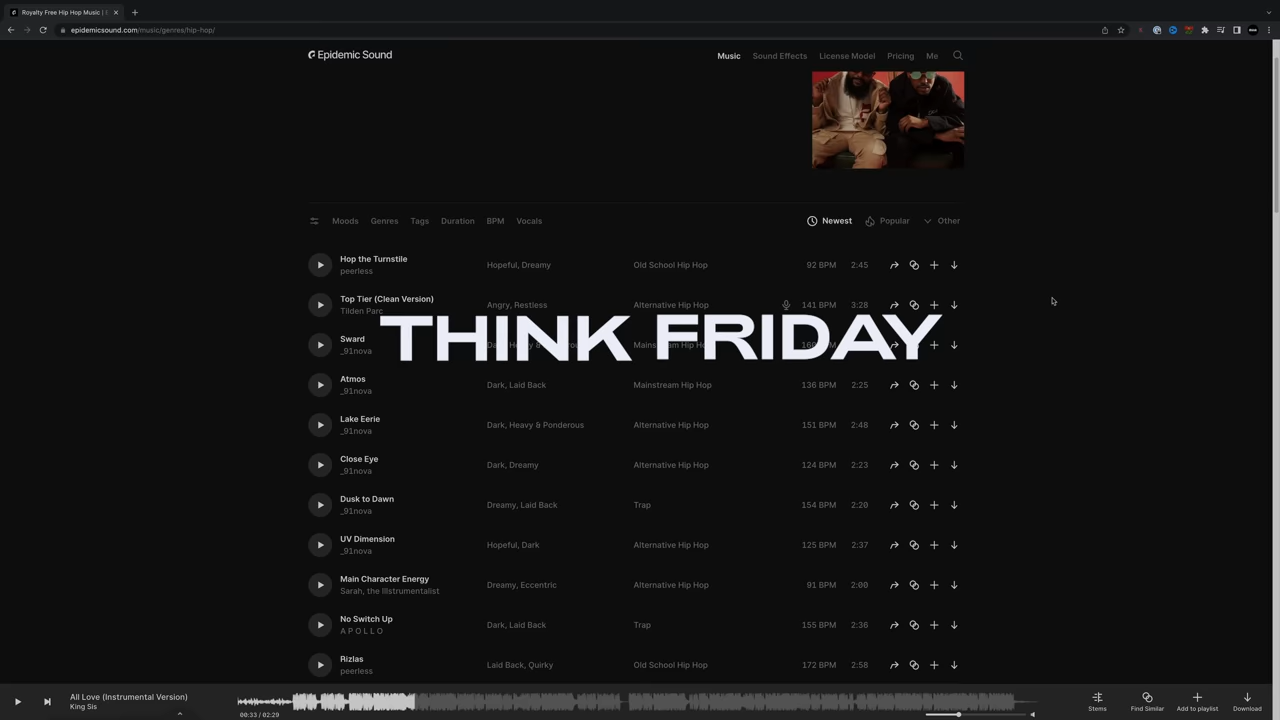 Royalty Free Hip Hop Music |
epidemicsound.com/music/genres/hip-hop/
Epidemic Sound
Music Sound Effects License Model Pricing Me
Moods Genres Tags Duration BPM Vocals Newest Popular Other
Hop the Turnstile
peerless
Hopeful, Dreamy Old School Hip Hop 92 BPM 2:45
Top Tier (Clean Version)
Tilden Parc
Angry, Restless Alternative Hip Hop 141 BPM 3:28
THINK FRIDAY
Sward
_91nova
Atmos
_91nova
Dark, Laid Back Mainstream Hip Hop 136 BPM 2:25
Lake Eerie
_91nova
Dark, Heavy & Ponderous Alternative Hip Hop 151 BPM 2:48
Close Eye
_91nova
Dark, Dreamy Alternative Hip Hop 124 BPM 2:23
Dusk to Dawn
_91nova
Dreamy, Laid Back Trap 154 BPM 2:20
UV Dimension
_91nova
Hopeful, Dark Alternative Hip Hop 125 BPM 2:37
Main Character Energy
Sarah, the Illstrumentalist
Dreamy, Eccentric Alternative Hip Hop 91 BPM 2:00
No Switch Up
A P O L L O
Dark, Laid Back Trap 155 BPM 2:36
Rizlas
peerless
Laid Back, Quirky Old School Hip Hop 172 BPM 2:58
All Love (Instrumental Version)
King Sis
00:33 / 02:29
Stems Find Similar Add to playlist Download